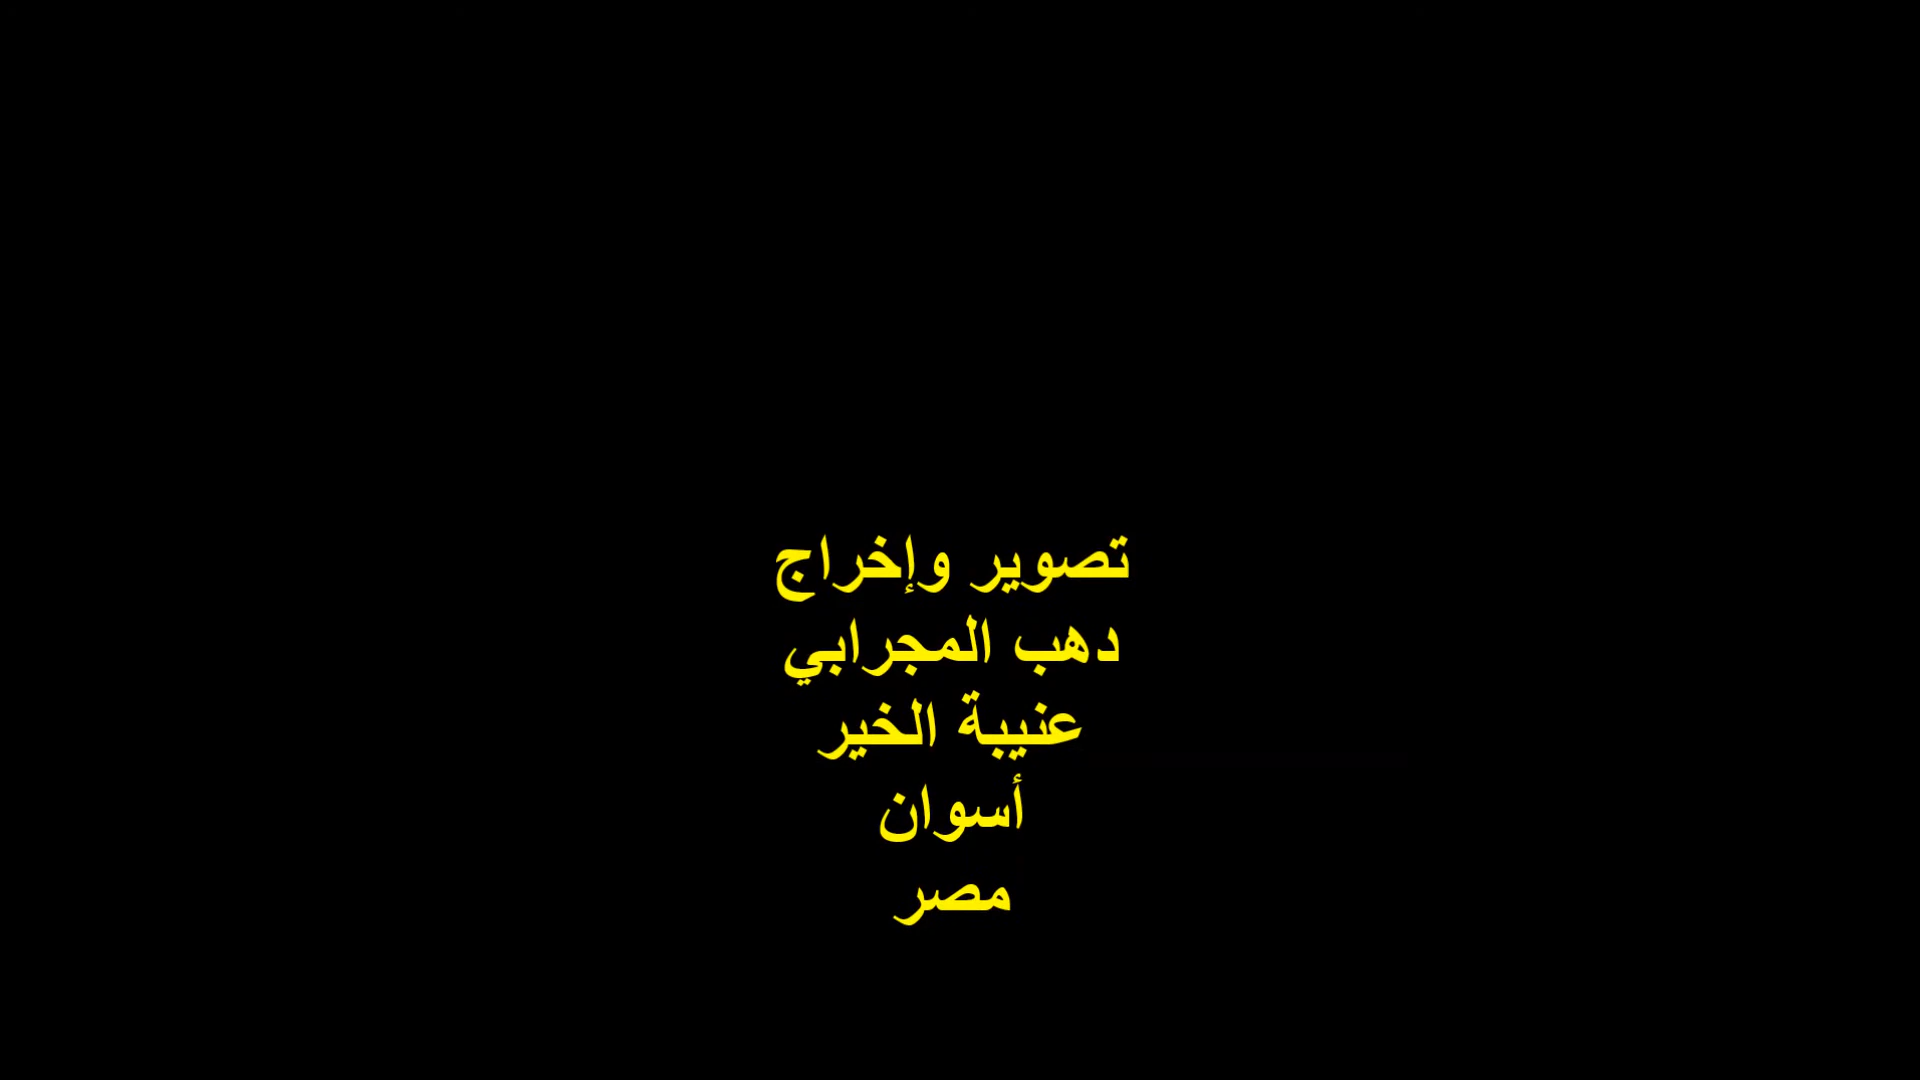 تصوير وإخراج
دهب المجرابي
عنيبة الخير
أسوان
مصر